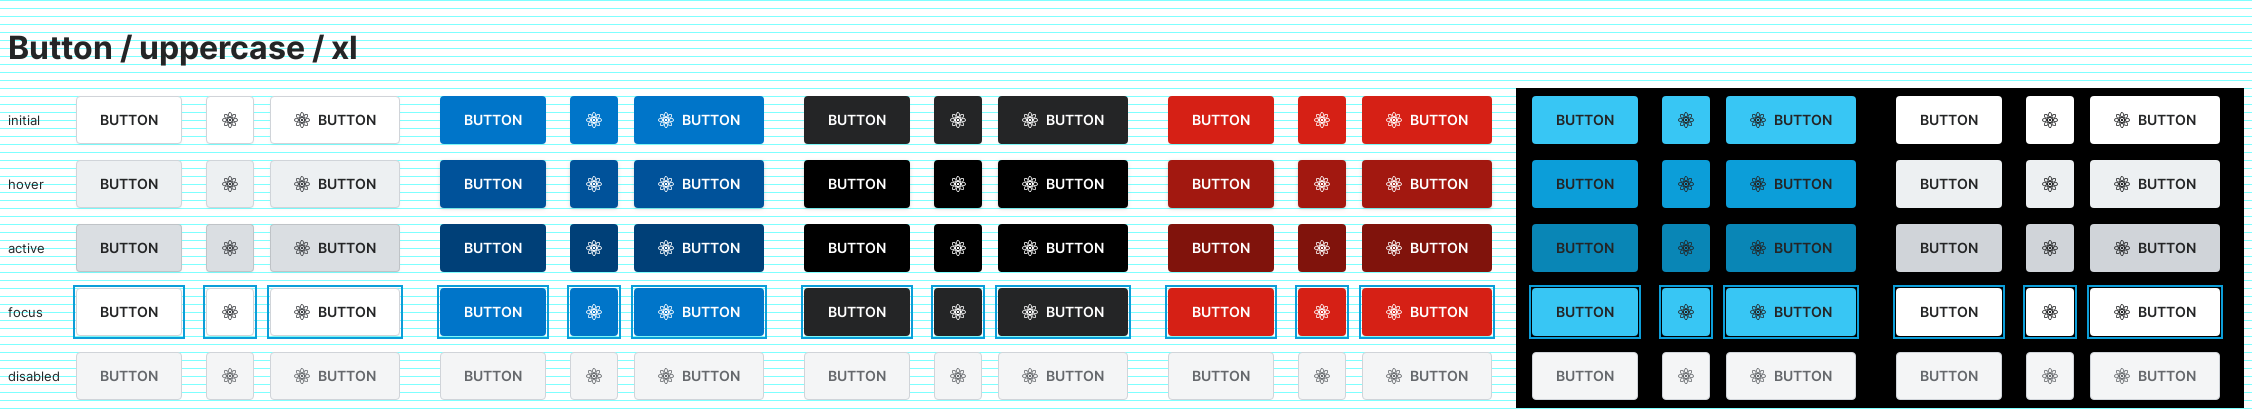 Button / uppercase / xl
initial BUTTON BUTTON BUTTON BUTTON BUTTON BUTTON BUTTON BUTTON BUTTON BUTTON BUTTON BUTTON
hover BUTTON BUTTON BUTTON BUTTON BUTTON BUTTON BUTTON BUTTON BUTTON BUTTON BUTTON BUTTON
active BUTTON BUTTON BUTTON BUTTON BUTTON BUTTON BUTTON BUTTON BUTTON BUTTON BUTTON BUTTON
focus BUTTON BUTTON BUTTON BUTTON BUTTON BUTTON BUTTON BUTTON BUTTON BUTTON BUTTON BUTTON
disabled BUTTON BUTTON BUTTON BUTTON BUTTON BUTTON BUTTON BUTTON BUTTON BUTTON BUTTON BUTTON